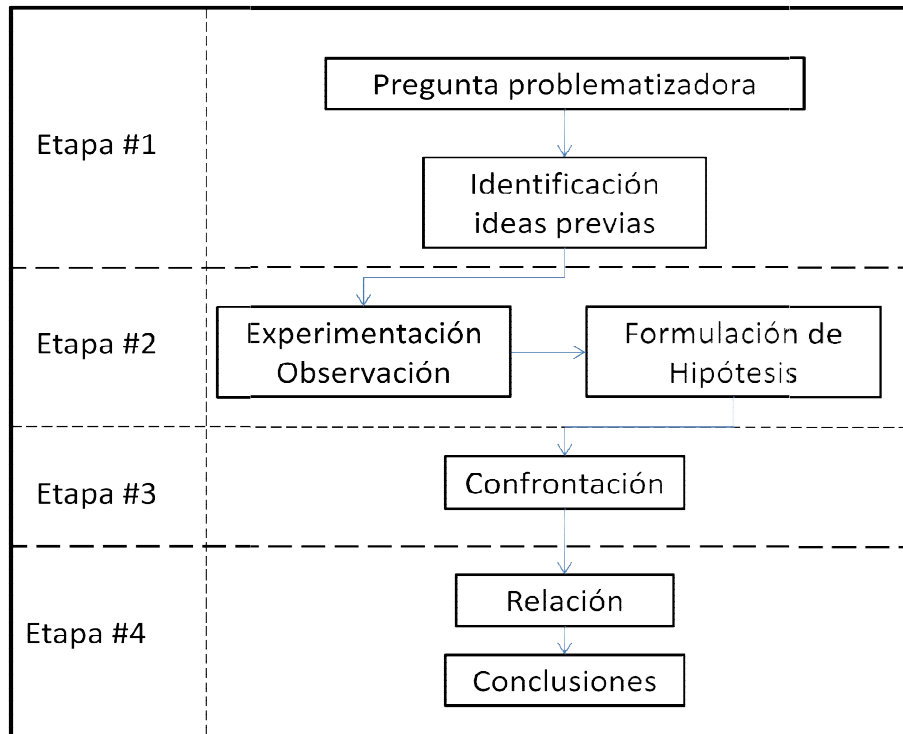 Pregunta problematizadora
Etapa #1
Identificación
ideas previas
Etapa #2
Experimentación
Observación
Formulación de
Hipótesis
Etapa #3
Confrontación
Relación
Etapa #4
Conclusiones